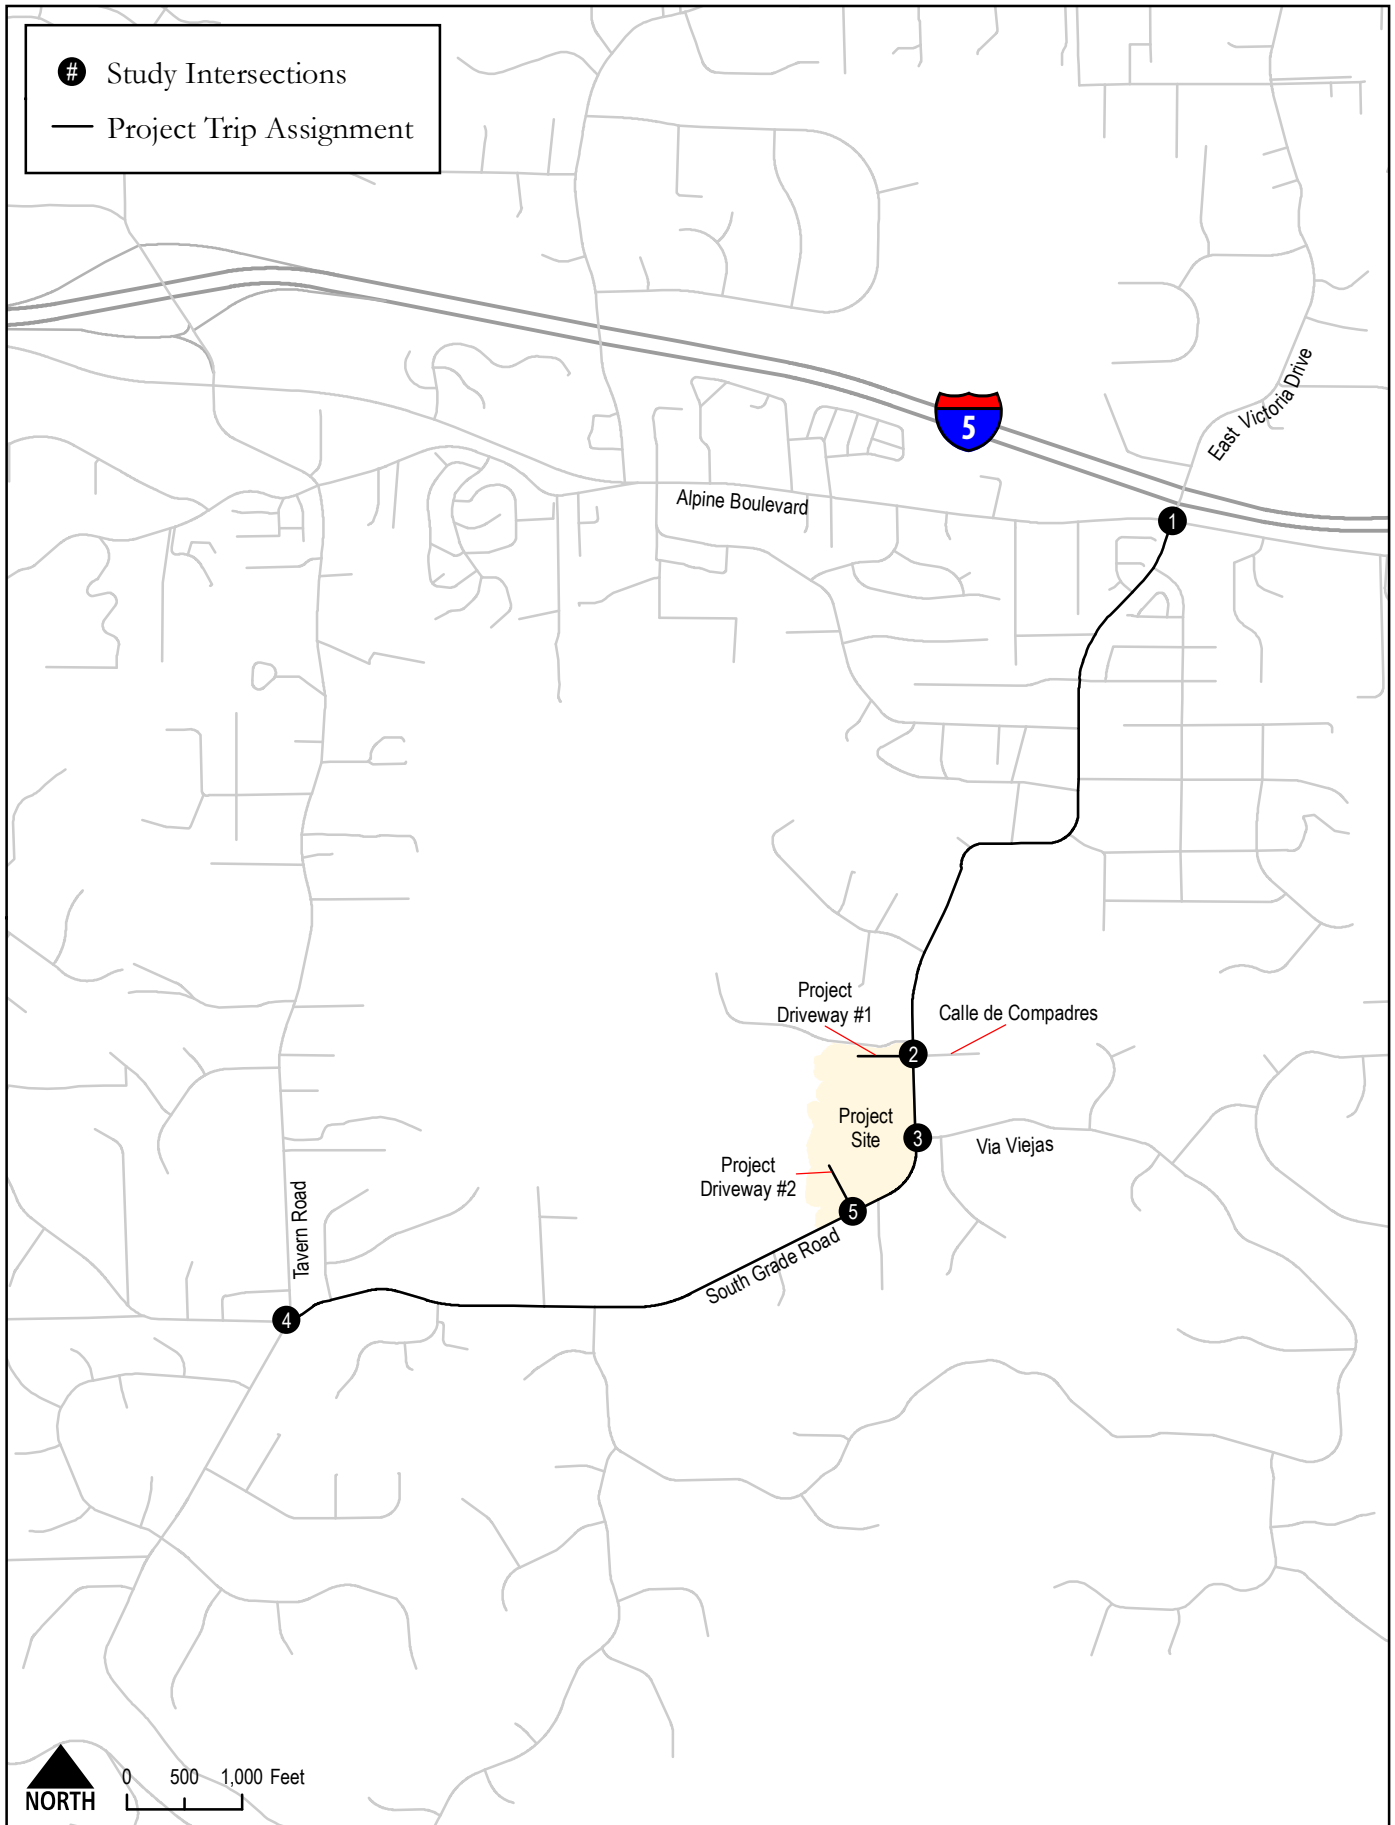 # Study Intersections
Project Trip Assignment
5
East Victoria Drive
Alpine Boulevard
1
Project
Driveway #1
Calle de Compadres
2
Project
Site
3
Via Viejas
Project
Driveway #2
5
South Grade Road
Tavern Road
4
NORTH
0 500 1,000 Feet